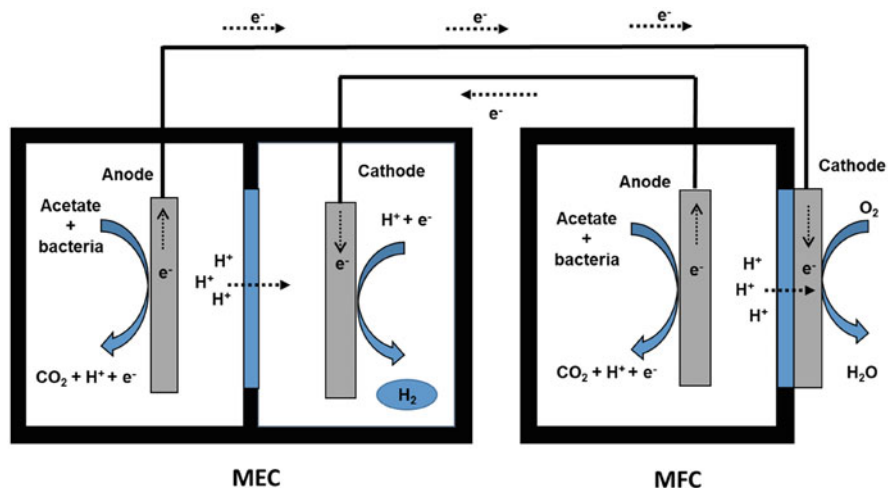 e⁻
e⁻
e⁻
e⁻
Anode
Acetate
+
bacteria
e⁻
H⁺
H⁺
H⁺
CO₂ + H⁺ + e⁻
Cathode
H⁺ + e⁻
e⁻
H₂
MEC
Anode
Acetate
+
bacteria
e⁻
H⁺
H⁺
H⁺
CO₂ + H⁺ + e⁻
Cathode
O₂
e⁻
H₂O
MFC